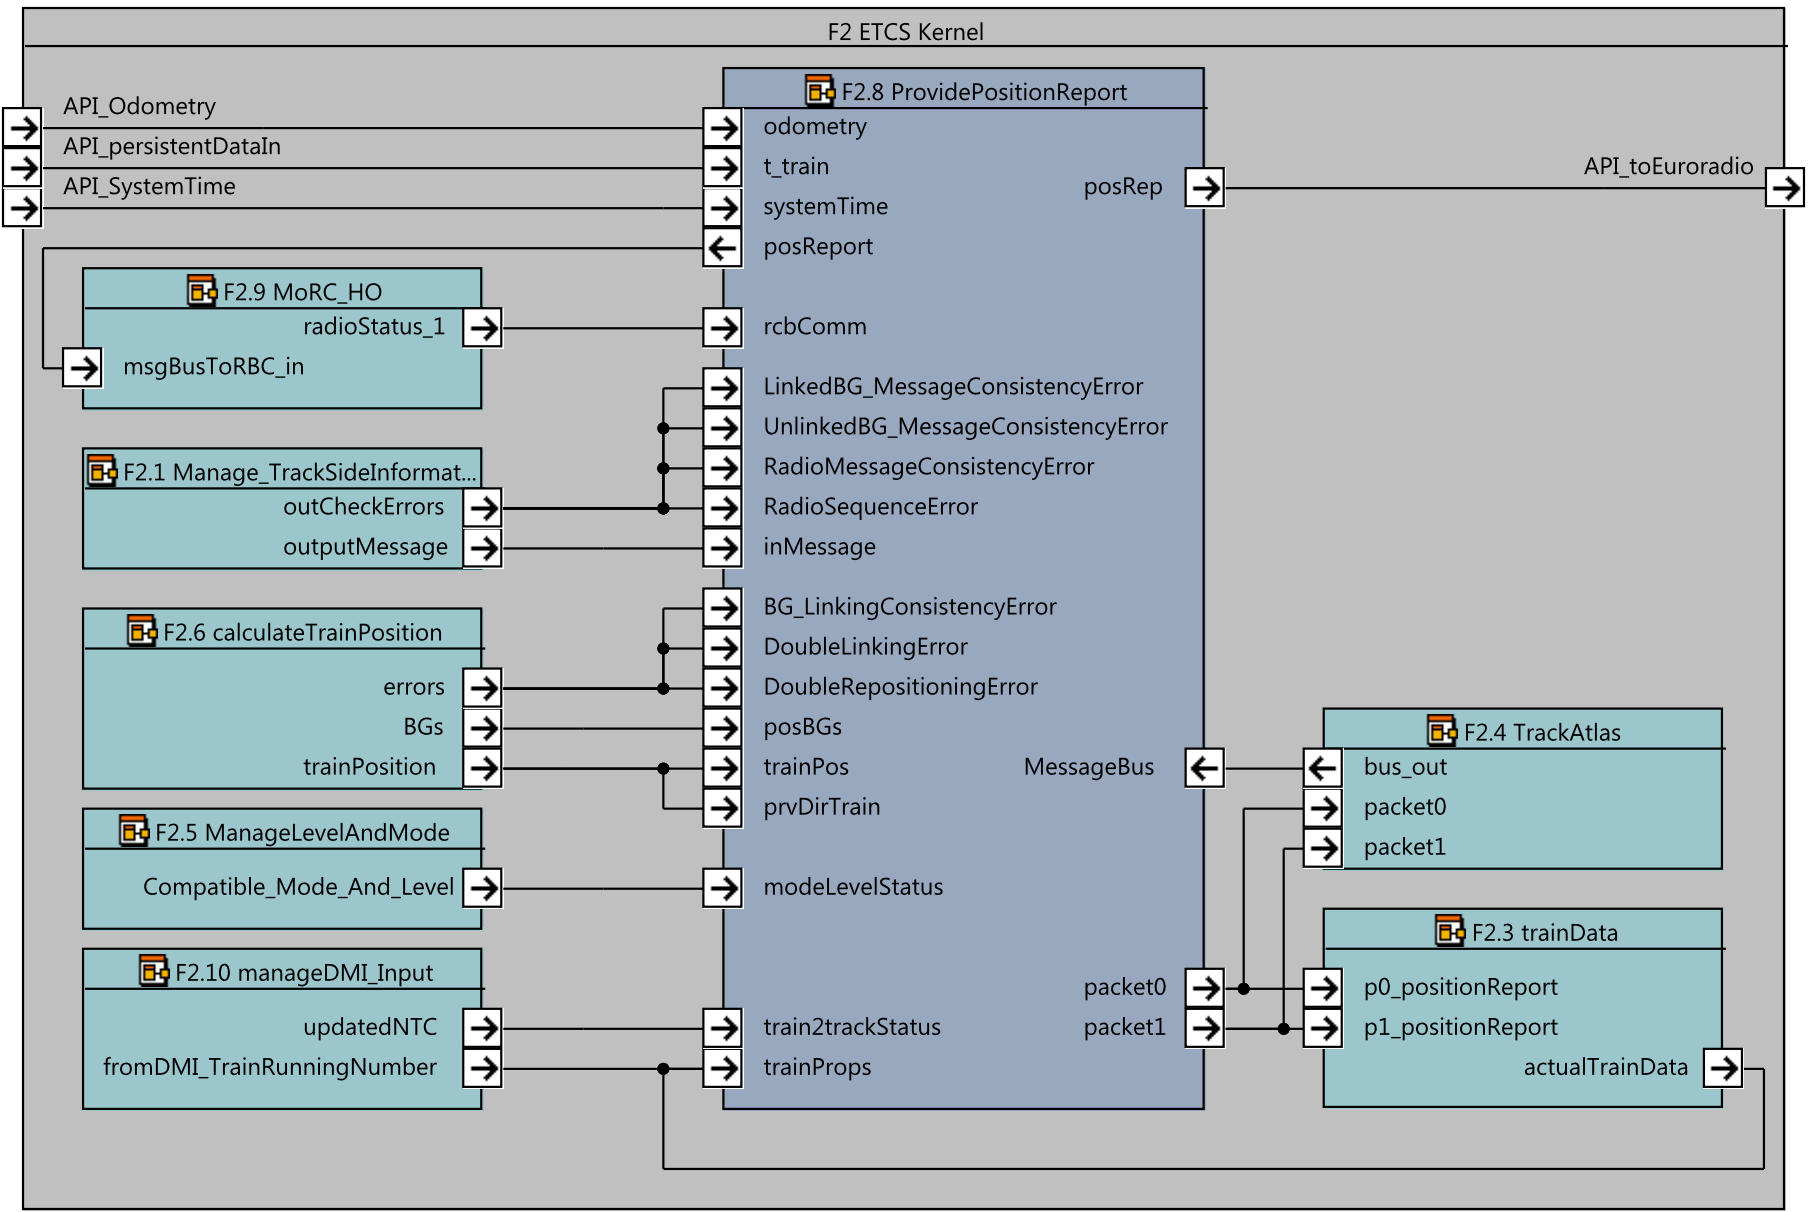 F2 ETCS Kernel
API_Odometry
API_persistentDataIn
API_SystemTime
F2.8 ProvidePositionReport
odometry
t_train
systemTime
posReport
rcbComm
LinkedBG_MessageConsistencyError
UnlinkedBG_MessageConsistencyError
RadioMessageConsistencyError
RadioSequenceError
inMessage
BG_LinkingConsistencyError
DoubleLinkingError
DoubleRepositioningError
posBGs
trainPos
prvDirTrain
modeLevelStatus
train2trackStatus
trainProps
posRep
MessageBus
packet0
packet1
API_toEuroradio
F2.9 MoRC_HO
radioStatus_1
msgBusToRBC_in
F2.1 Manage_TrackSideInformat...
outCheckErrors
outputMessage
F2.6 calculateTrainPosition
errors
BGs
trainPosition
F2.5 ManageLevelAndMode
Compatible_Mode_And_Level
F2.10 manageDMI_Input
updatedNTC
fromDMI_TrainRunningNumber
F2.4 TrackAtlas
bus_out
packet0
packet1
F2.3 trainData
p0_positionReport
p1_positionReport
actualTrainData